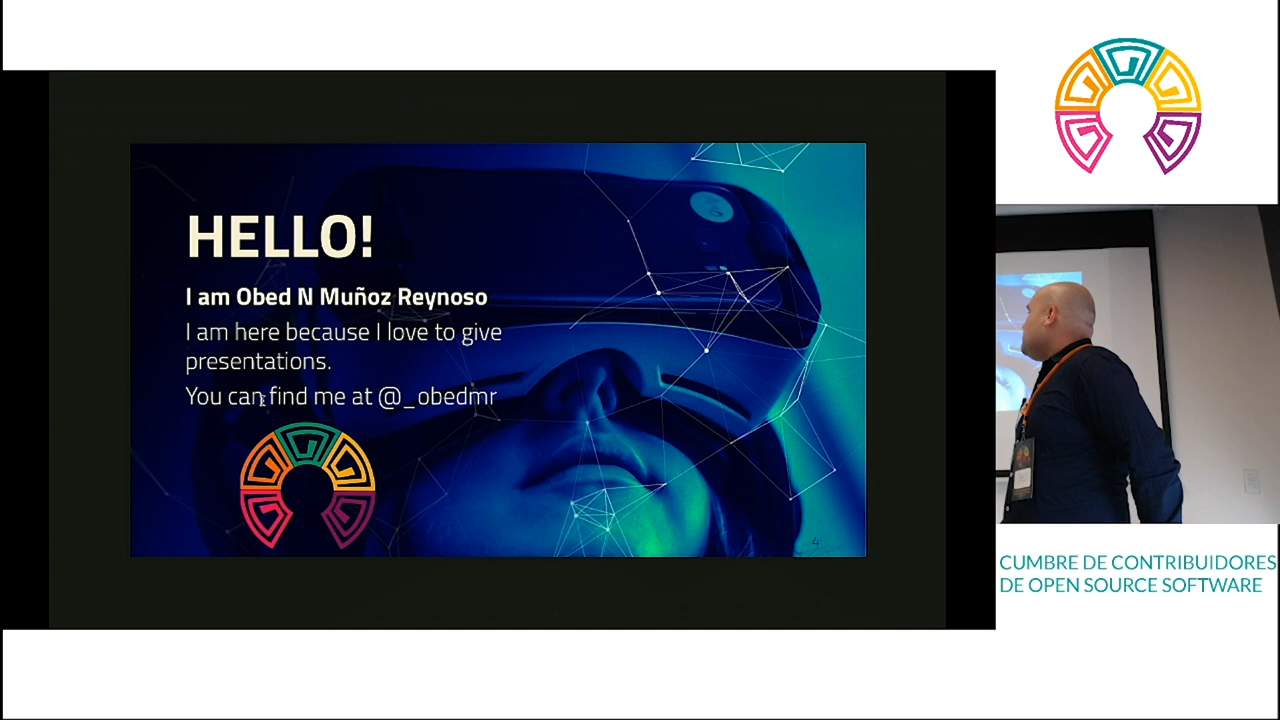 HELLO!
I am Obed N Muñoz Reynoso
I am here because I love to give
presentations.
You can find me at @_obedmr
4
CUMBRE DE CONTRIBUIDORES
DE OPEN SOURCE SOFTWARE